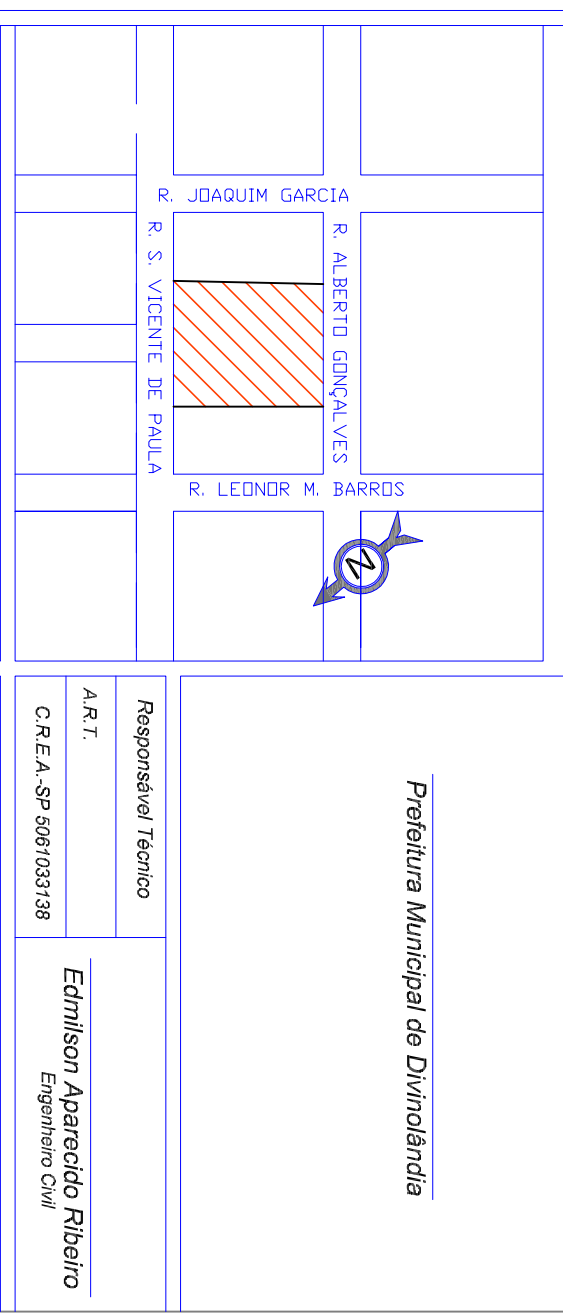 R. JOAQUIM GARCIA
R. S. VICENTE DE PAULA
R. ALBERTO GONÇALVES
R. LEONOR M. BARROS
N
Prefeitura Municipal de Divinolândia
Responsável Técnico
A.R.T.
C.R.E.A.-SP 5061033138
Edmilson Aparecido Ribeiro
Engenheiro Civil